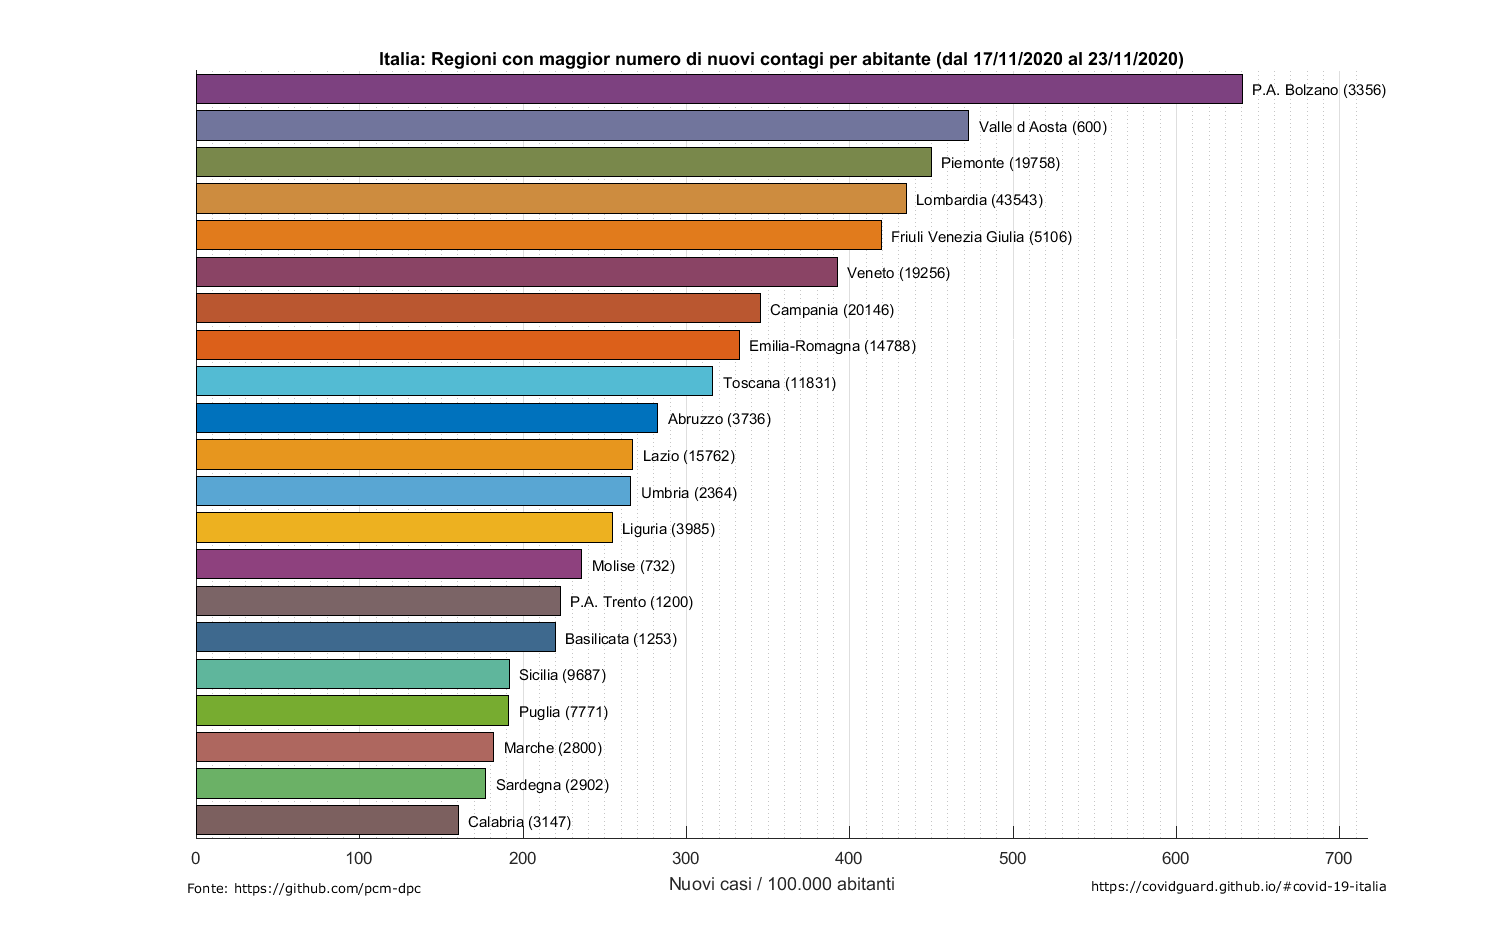 Italia: Regioni con maggior numero di nuovi contagi per abitante (dal 17/11/2020 al 23/11/2020)
P.A. Bolzano (3356)
Valle d Aosta (600)
Piemonte (19758)
Lombardia (43543)
Friuli Venezia Giulia (5106)
Veneto (19256)
Campania (20146)
Emilia-Romagna (14788)
Toscana (11831)
Abruzzo (3736)
Lazio (15762)
Umbria (2364)
Liguria (3985)
Molise (732)
P.A. Trento (1200)
Basilicata (1253)
Sicilia (9687)
Puglia (7771)
Marche (2800)
Sardegna (2902)
Calabria (3147)
0 100 200 300 400 500 600 700
Nuovi casi / 100.000 abitanti
Fonte: https://github.com/pcm-dpc
https://covidguard.github.io/#covid-19-italia